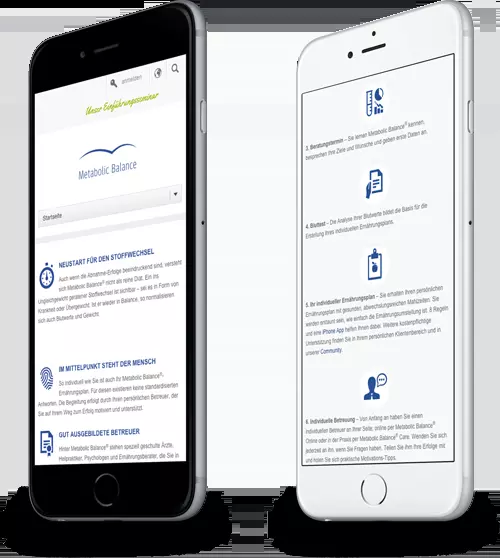 anmelden
Unser Einführungsseminar
Metabolic Balance
Startseite
NEUSTART FÜR DEN STOFFWECHSEL
Auch wenn die Abnahme-Erfolge beeindruckend sind, versteht
sich Metabolic Balance® nicht als reine Diät. Ein ins
Ungleichgewicht geratener Stoffwechsel ist sichtbar – sei es in Form von
Krankheit oder Übergewicht. Ist er wieder in Balance, so normalisieren
sich auch Blutwerte und Gewicht.
IM MITTELPUNKT STEHT DER MENSCH
So individuell wie Sie ist auch Ihr Metabolic Balance®-
Ernährungsplan. Für diesen existieren keine standardisierten
Antworten. Die Begleitung erfolgt durch Ihren persönlichen Betreuer, der
Sie auf Ihrem Weg zum Erfolg motiviert und unterstützt.
GUT AUSGEBILDETE BETREUER
Hinter Metabolic Balance® stehen speziell geschulte Ärzte,
Heilpraktiker, Psychologen und Ernährungsberater, die Sie in
3. Beratungstermin – Sie lernen Metabolic Balance® kennen,
besprechen Ihre Ziele und Wünsche und geben erste Daten an.
4. Bluttest – Die Analyse Ihrer Blutwerte bildet die Basis für die
Erstellung Ihres individuellen Ernährungsplans.
5. Ihr individueller Ernährungsplan – Sie erhalten Ihren persönlichen
Ernährungsplan mit gesunden, abwechslungsreichen Mahlzeiten. Sie
werden erstaunt sein, wie einfach die Ernährungsumstellung ist. 8 Regeln
und eine iPhone App helfen Ihnen dabei. Weitere kostenpflichtige
Unterstützung finden Sie in Ihrem persönlichen Klientenbereich und in
unserer Community.
6. Individuelle Betreuung – Von Anfang an haben Sie einen
individuellen Betreuer an Ihrer Seite; online per Metabolic Balance®
Online oder in der Praxis per Metabolic Balance® Care. Wenden Sie sich
jederzeit an ihn, wenn Sie Fragen haben. Teilen Sie ihm Ihre Erfolge mit
und holen Sie sich praktische Motivations-Tipps.